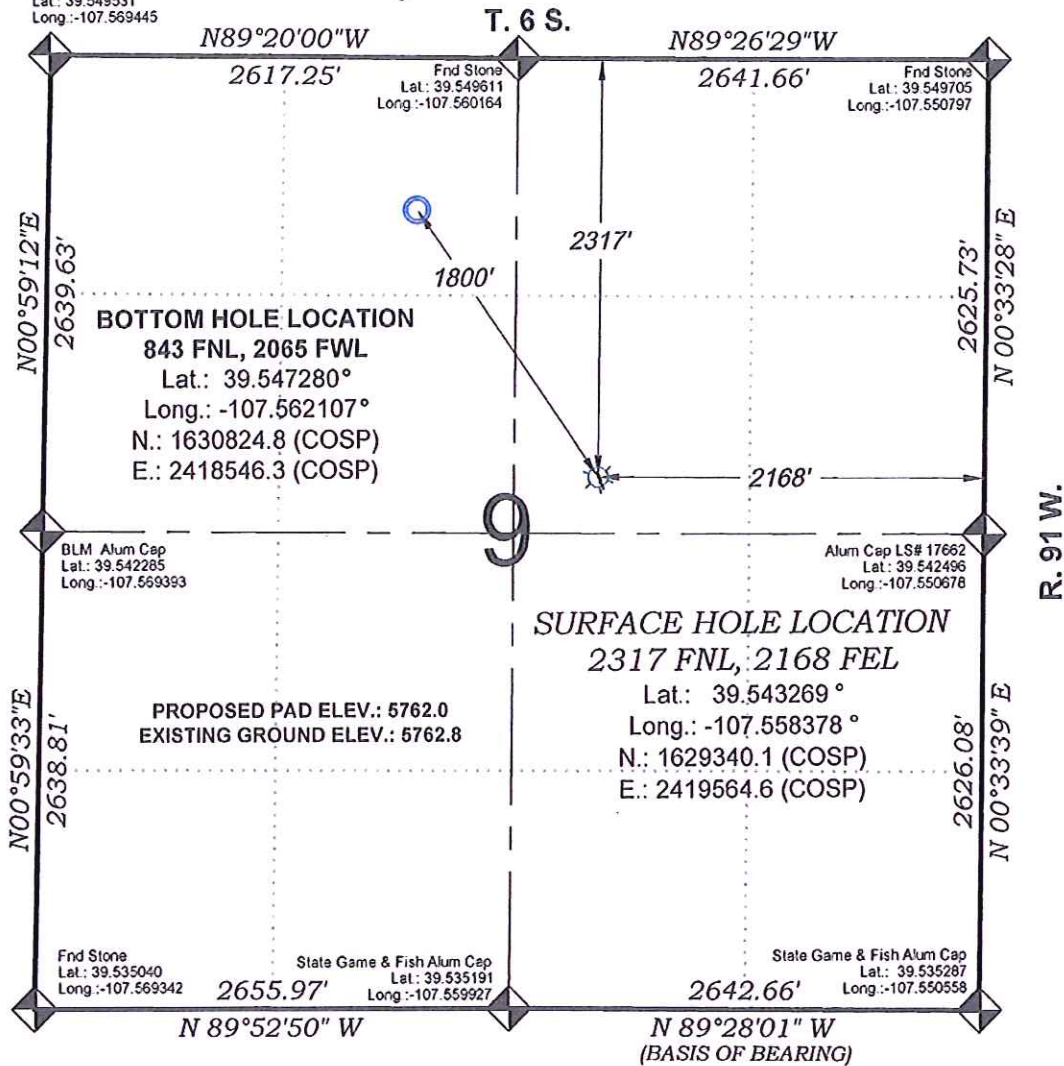 Lat.: 39.549531
Long.:-107.569445
T. 6 S.
N89°20'00"W
N89°26'29"W
2617.25'
2641.66'
Fnd Stone
Lat.: 39.549611
Long.:-107.560164
Fnd Stone
Lat.: 39.549705
Long.:-107.550797
N00°59'12"E
2639.63'
2317'
1800'
2625.73'
N 00°33'28" E
BOTTOM HOLE LOCATION
843 FNL, 2065 FWL
Lat.: 39.547280°
Long.: -107.562107°
N.: 1630824.8 (COSP)
E.: 2418546.3 (COSP)
2168'
9
R. 91 W.
BLM Alum Cap
Lat.: 39.542285
Long.:-107.569393
Alum Cap LS# 17662
Lat.: 39.542496
Long.:-107.550678
SURFACE HOLE LOCATION
2317 FNL, 2168 FEL
Lat.: 39.543269 °
Long.: -107.558378 °
N.: 1629340.1 (COSP)
E.: 2419564.6 (COSP)
N00°59'33"E
2638.81'
PROPOSED PAD ELEV.: 5762.0
EXISTING GROUND ELEV.: 5762.8
2626.08'
N 00°33'39" E
Fnd Stone
Lat.: 39.535040
Long.:-107.569342
State Game & Fish Alum Cap
Lat.: 39.535191
Long.:-107.559927
State Game & Fish Alum Cap
Lat.: 39.535287
Long.:-107.550558
2655.97'
2642.66'
N 89°52'50" W
N 89°28'01" W
(BASIS OF BEARING)